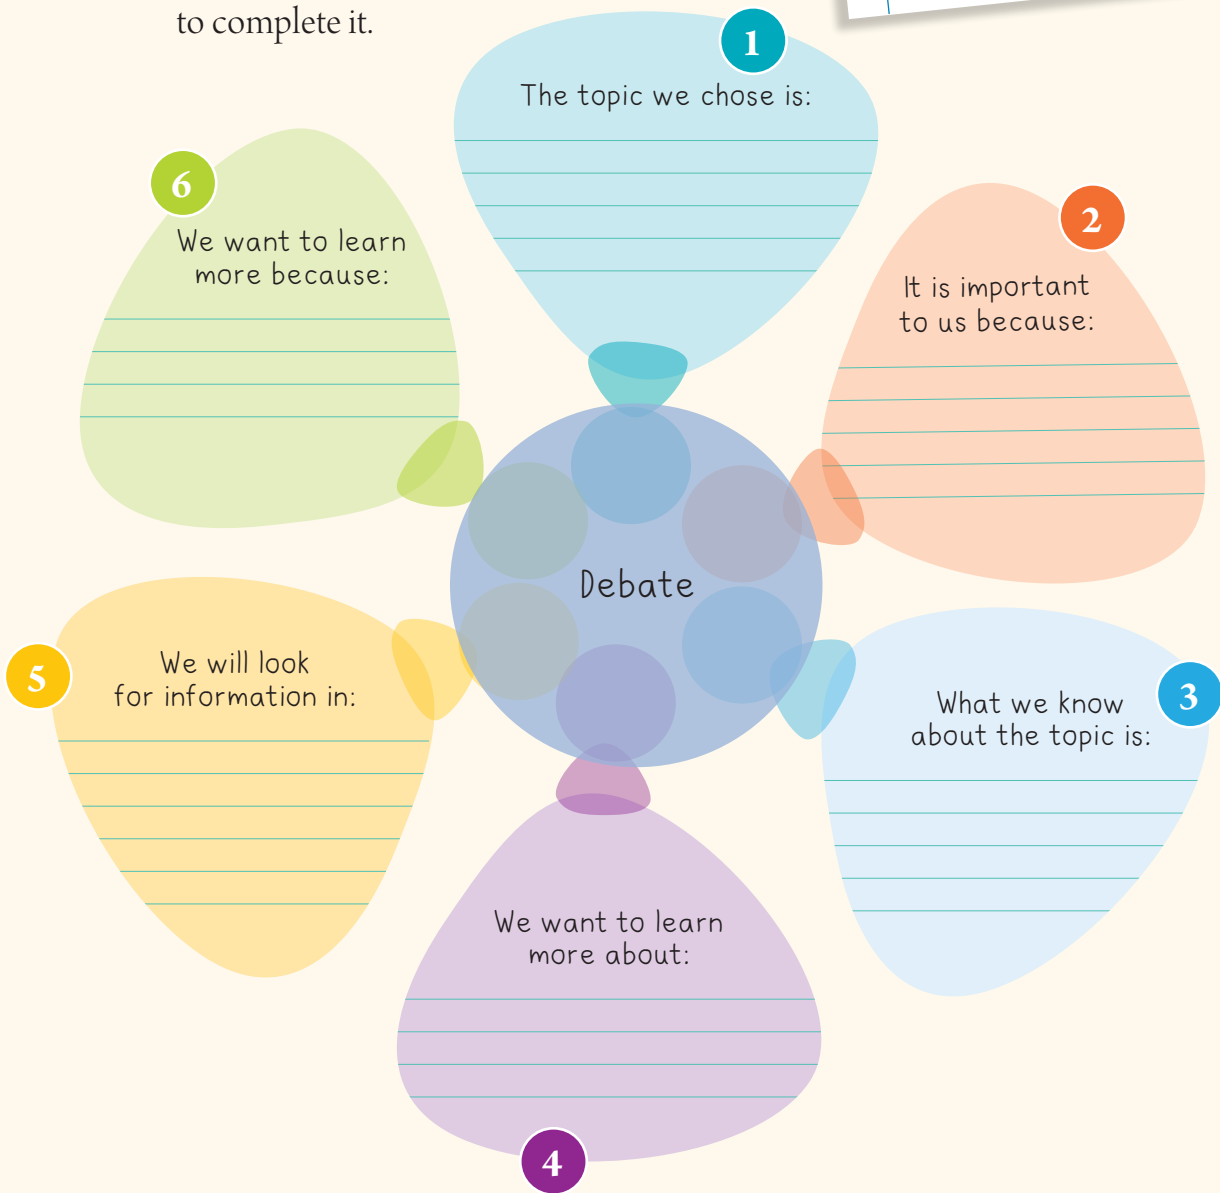 to complete it.
1
The topic we chose is:
2
It is important
to us because:
3
What we know
about the topic is:
4
We want to learn
more about:
5
We will look
for information in:
6
We want to learn
more because:
Debate